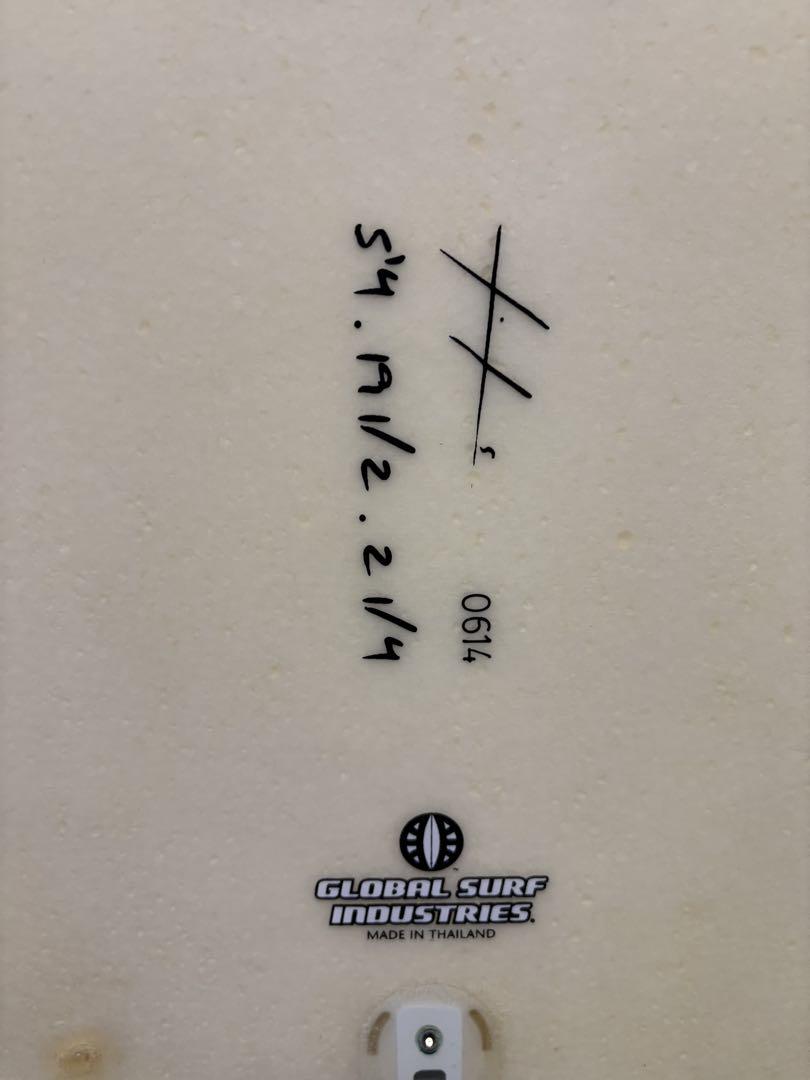 5'4 . 19 1/2 . 2 1/4
0614
GLOBAL SURF
INDUSTRIES.
MADE IN THAILAND